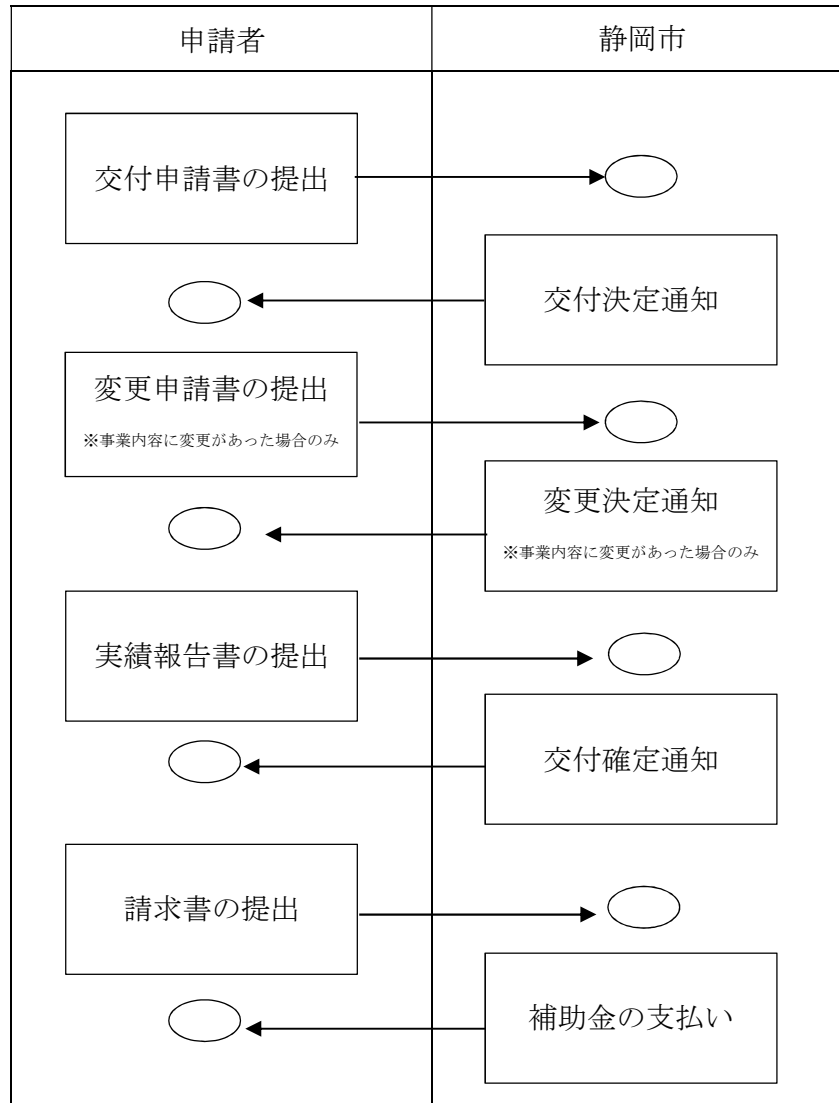 申請者
静岡市
交付申請書の提出
交付決定通知
変更申請書の提出
※事業内容に変更があった場合のみ
変更決定通知
※事業内容に変更があった場合のみ
実績報告書の提出
交付確定通知
請求書の提出
補助金の支払い